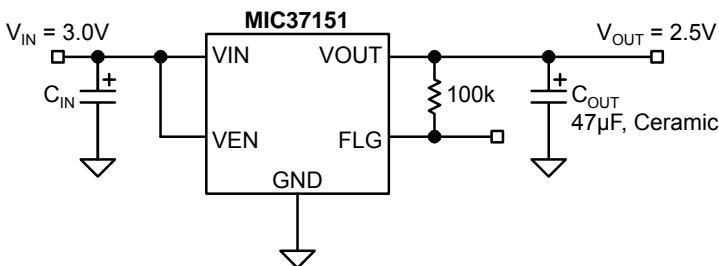 MIC37151
V_IN = 3.0V
VIN
VOUT
V_OUT = 2.5V
+
C_IN
100k
+
C_OUT
47µF, Ceramic
VEN
FLG
GND